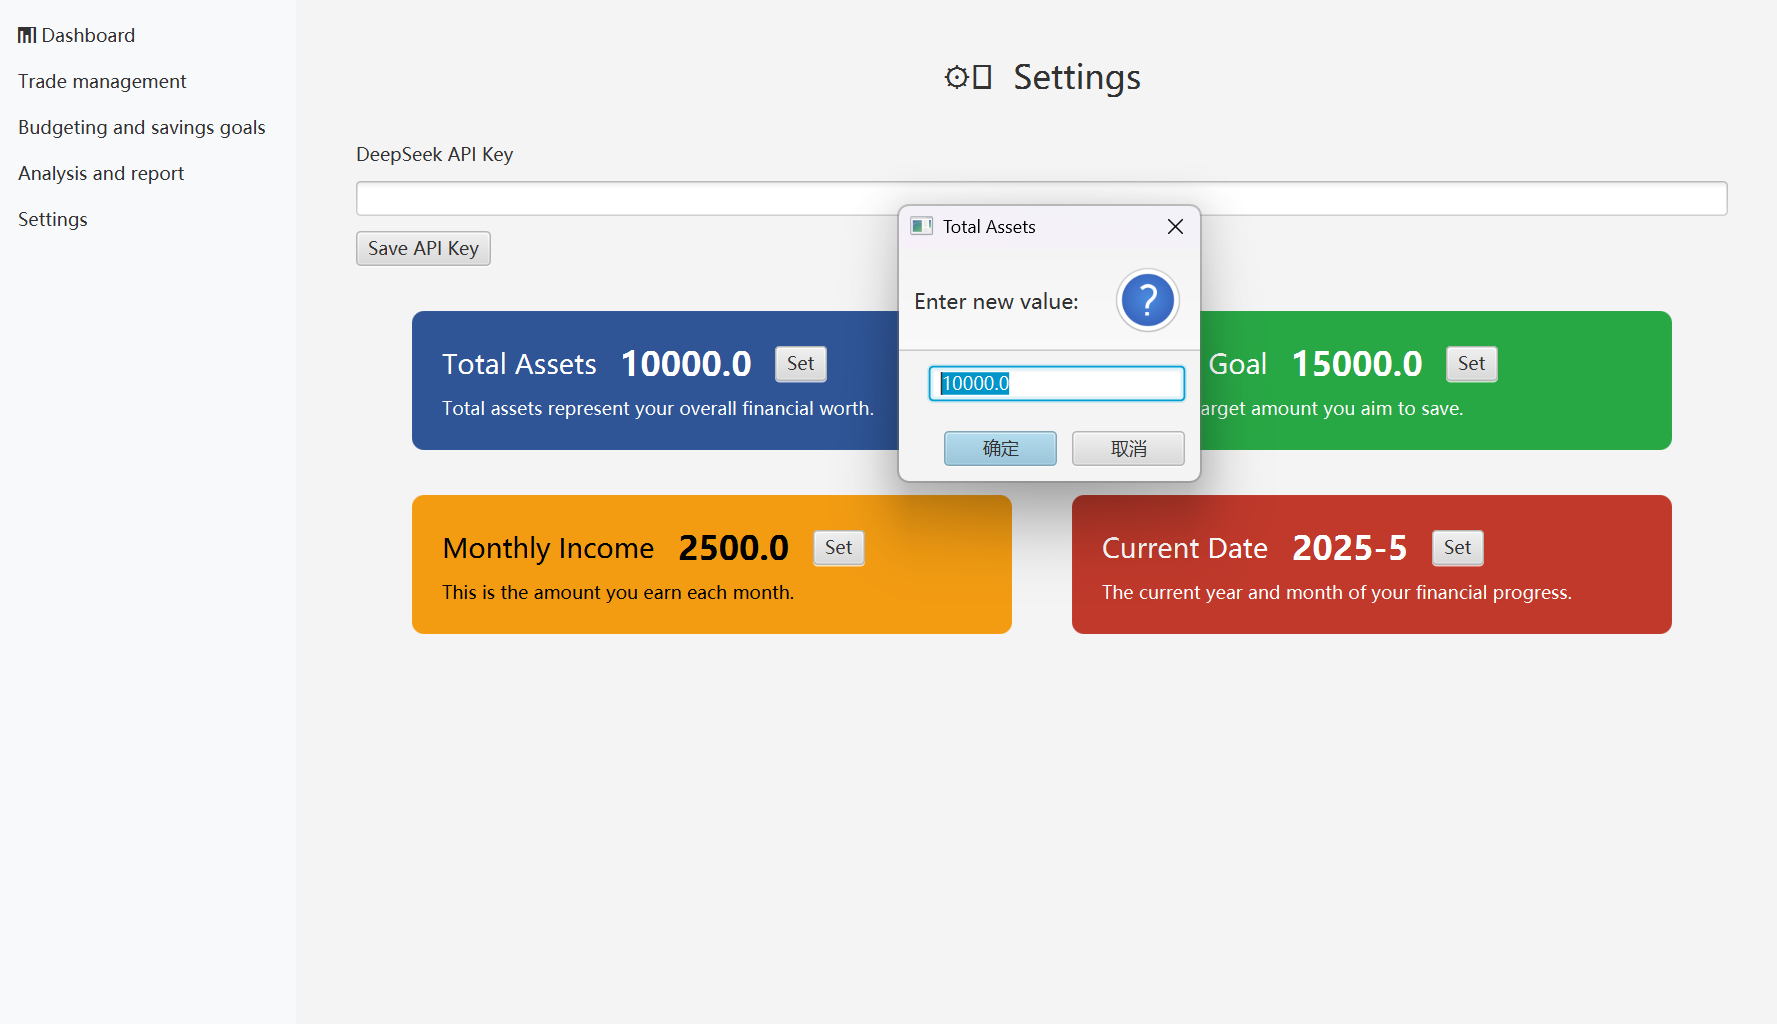 Dashboard
Trade management
Budgeting and savings goals
Analysis and report
Settings
Settings
DeepSeek API Key
Save API Key
Total Assets
Enter new value:
?
10000.0
确定
取消
Total Assets 10000.0 Set
Total assets represent your overall financial worth.
Goal 15000.0 Set
amount you aim to save.
Monthly Income 2500.0 Set
This is the amount you earn each month.
Current Date 2025-5 Set
The current year and month of your financial progress.